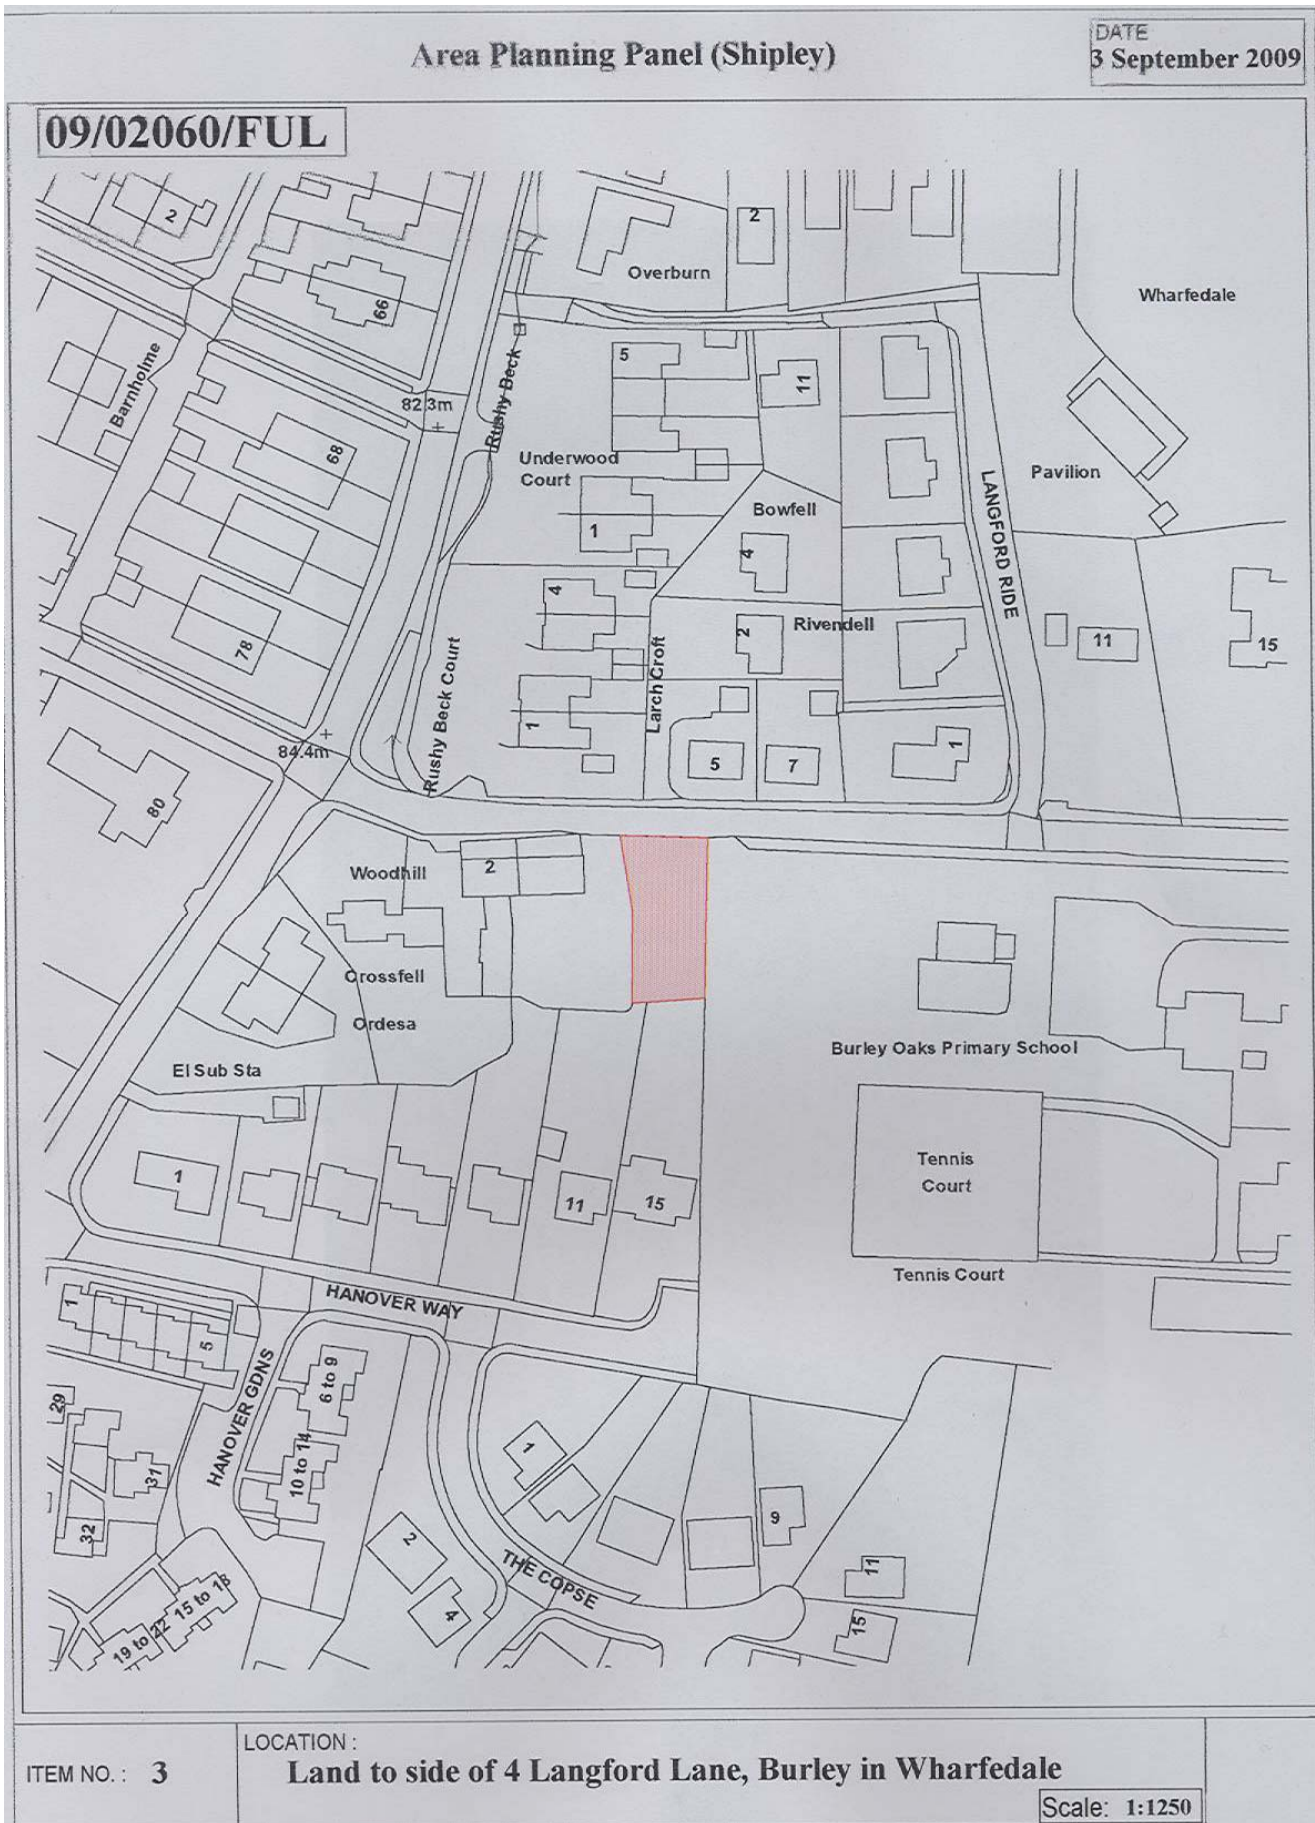 Area Planning Panel (Shipley)
DATE
3 September 2009
09/02060/FUL
2
2
Overburn
Wharfedale
66
Rushy Beck
5
11
Barnholme
82.3m
68
Underwood
Court
Pavilion
Bowfell
1
4
LANGFORD RIDE
4
Rivendell
2
11
15
78
Rushy Beck Court
Larch Croft
1
84.4m
5
7
1
80
Woodhill
2
Crossfell
Ordesa
Burley Oaks Primary School
El Sub Sta
1
11
15
Tennis
Court
Tennis Court
HANOVER WAY
1
5
HANOVER GDNS
6 to 9
29
10 to 14
31
1
32
2
9
THE COPSE
11
4
15
15 to 18
19 to 22
ITEM NO. : 3
LOCATION :
Land to side of 4 Langford Lane, Burley in Wharfedale
Scale: 1:1250